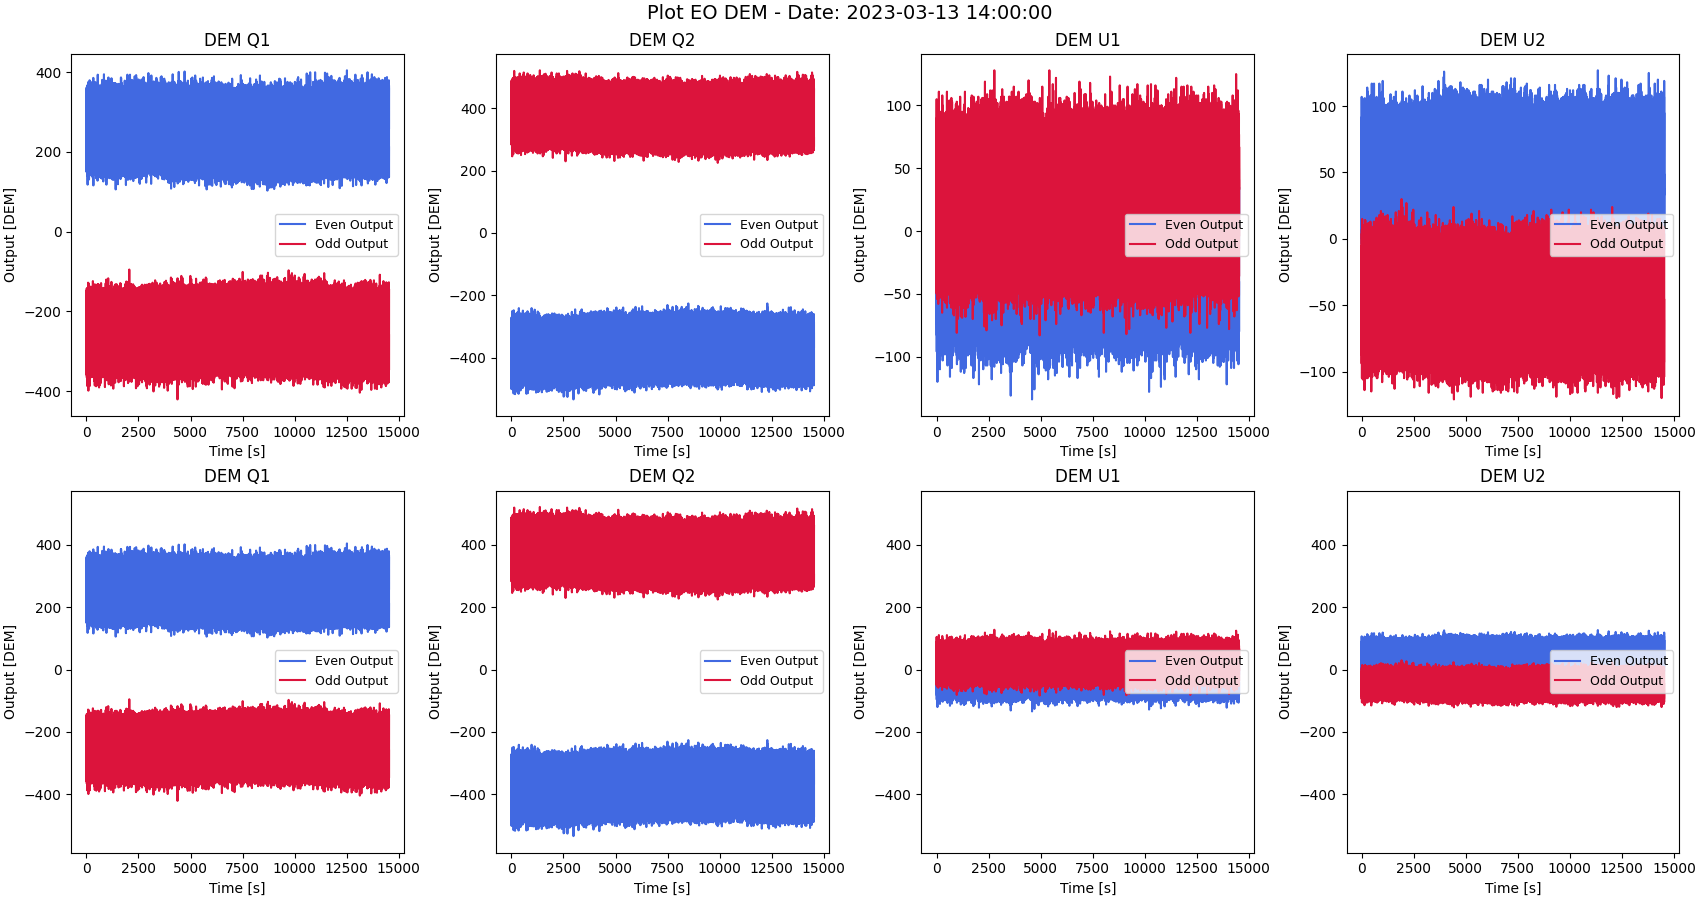 Plot EO DEM - Date: 2023-03-13 14:00:00
DEM Q1
Output [DEM]
400
200
0
−200
−400
Even Output
Odd Output
0 2500 5000 7500 10000 12500 15000
Time [s]
DEM Q2
Output [DEM]
400
200
0
−200
−400
Even Output
Odd Output
0 2500 5000 7500 10000 12500 15000
Time [s]
DEM U1
Output [DEM]
100
50
0
−50
−100
Even Output
Odd Output
0 2500 5000 7500 10000 12500 15000
Time [s]
DEM U2
Output [DEM]
100
50
0
−50
−100
Even Output
Odd Output
0 2500 5000 7500 10000 12500 15000
Time [s]
DEM Q1
Output [DEM]
400
200
0
−200
−400
Even Output
Odd Output
0 2500 5000 7500 10000 12500 15000
Time [s]
DEM Q2
Output [DEM]
400
200
0
−200
−400
Even Output
Odd Output
0 2500 5000 7500 10000 12500 15000
Time [s]
DEM U1
Output [DEM]
400
200
0
−200
−400
Even Output
Odd Output
0 2500 5000 7500 10000 12500 15000
Time [s]
DEM U2
Output [DEM]
400
200
0
−200
−400
Even Output
Odd Output
0 2500 5000 7500 10000 12500 15000
Time [s]